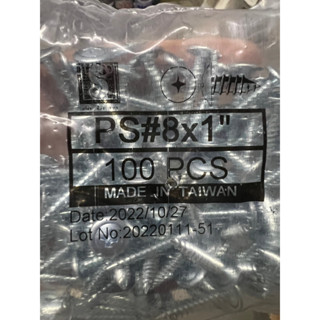 PS#8x1"
100 PCS
MADE IN TAIWAN
Date:2022/10/27
Lot No:20220111-51